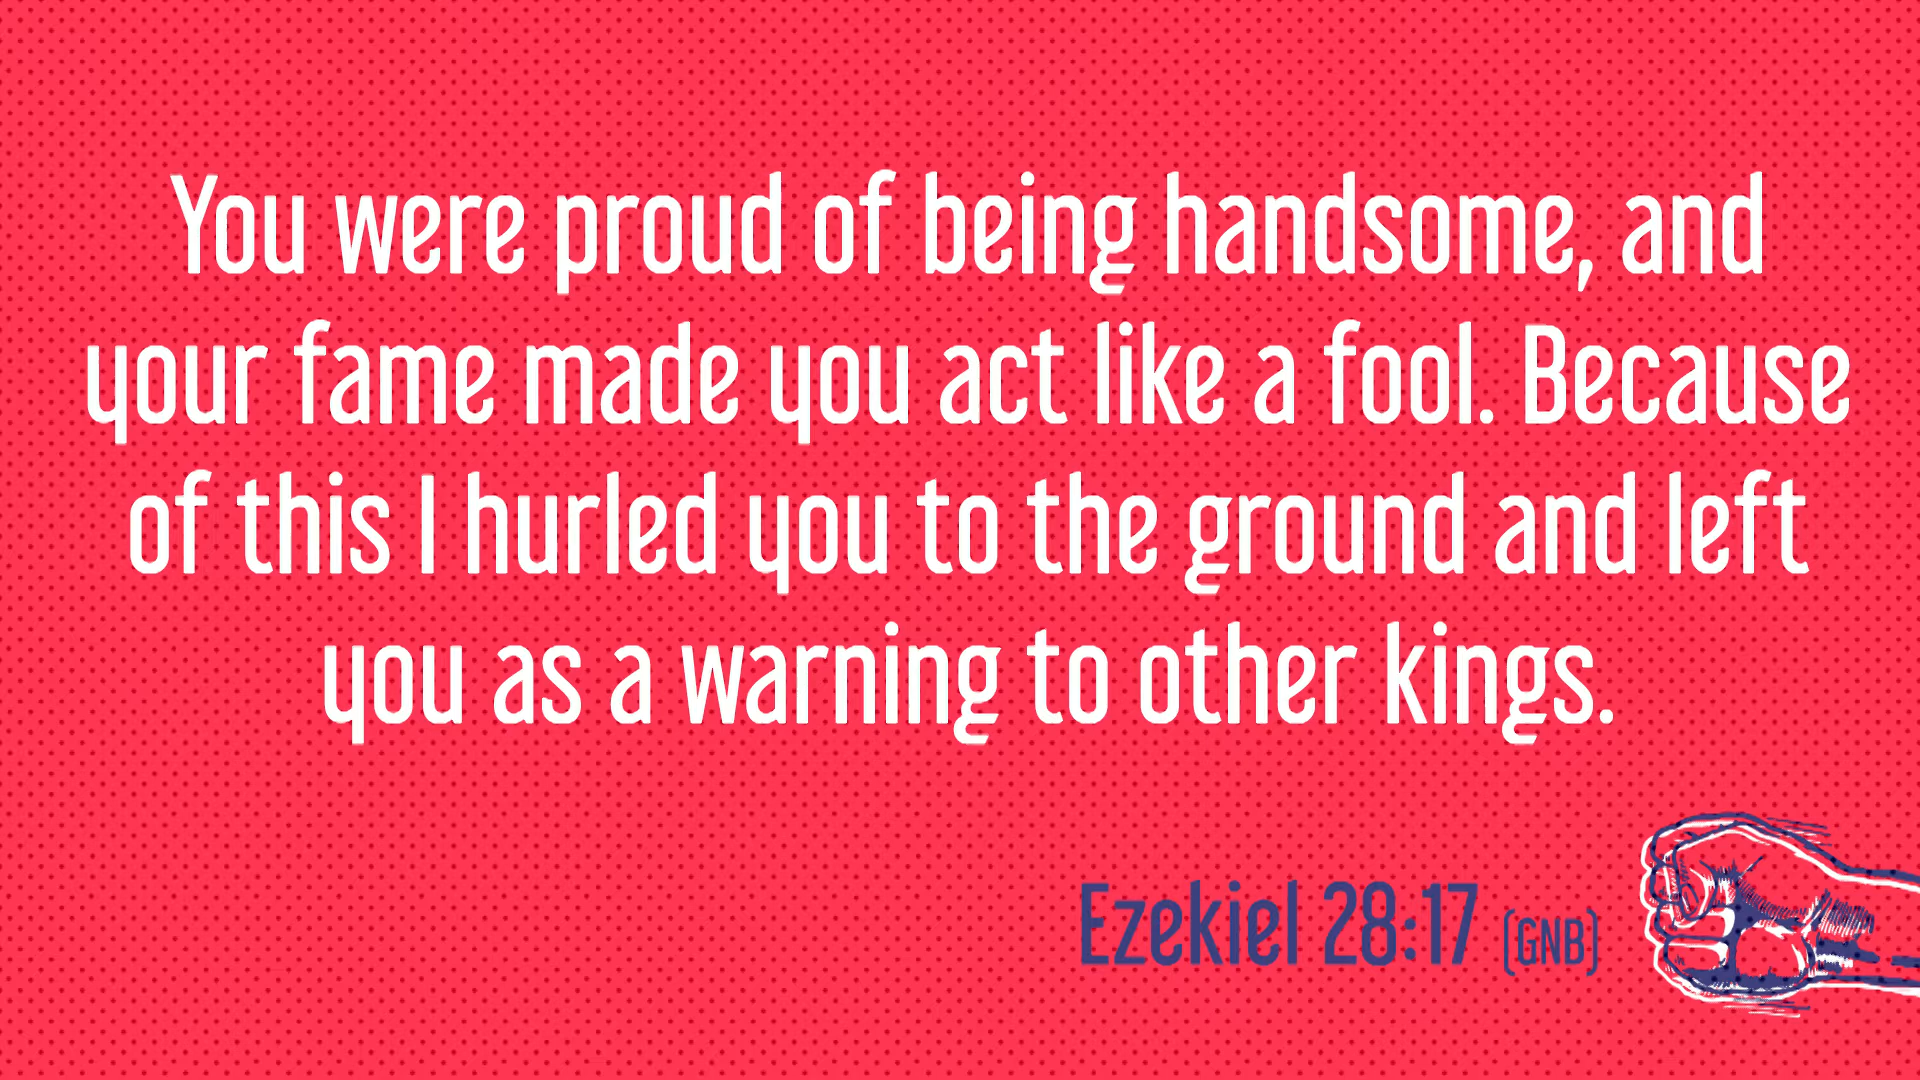 You were proud of being handsome, and
your fame made you act like a fool. Because
of this I hurled you to the ground and left
you as a warning to other kings.
Ezekiel 28:17 (GNB)